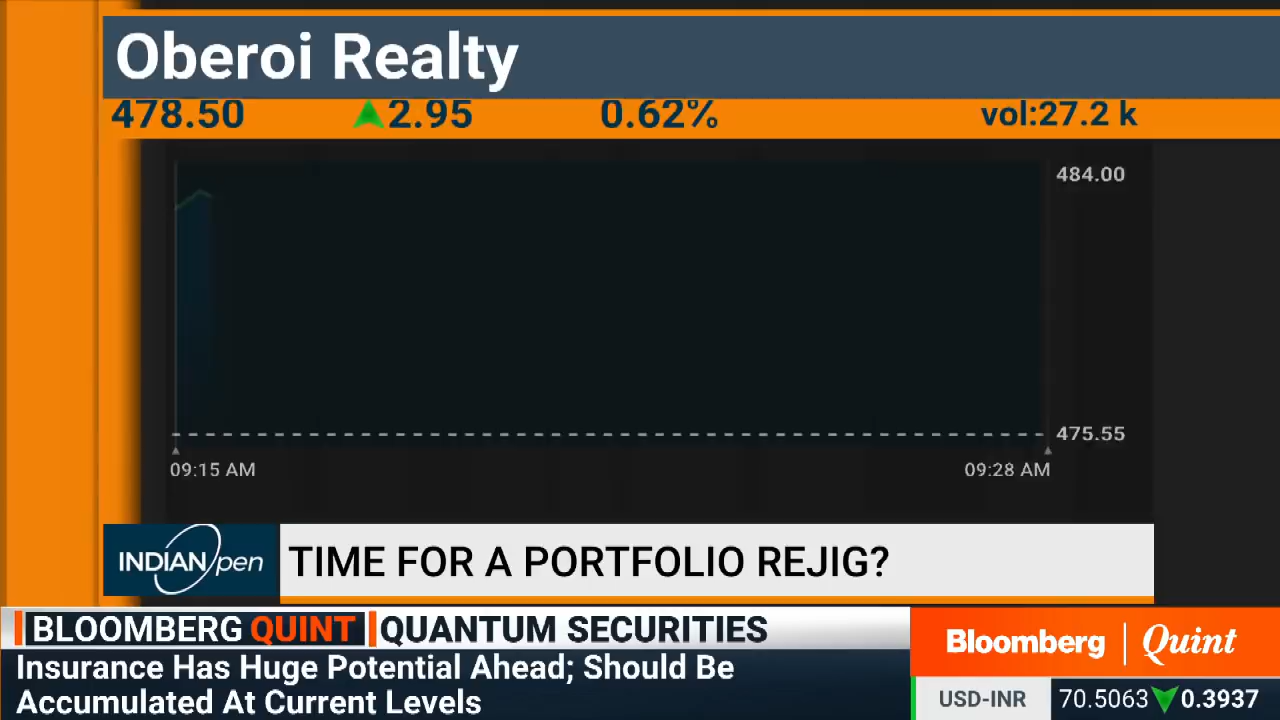 Oberoi Realty
478.50 ▲2.95 0.62% vol:27.2 k
484.00
475.55
09:15 AM 09:28 AM
INDIAN Open TIME FOR A PORTFOLIO REJIG?
BLOOMBERG QUINT QUANTUM SECURITIES
Insurance Has Huge Potential Ahead; Should Be
Accumulated At Current Levels
Bloomberg | Quint
USD-INR 70.5063 ▼ 0.3937